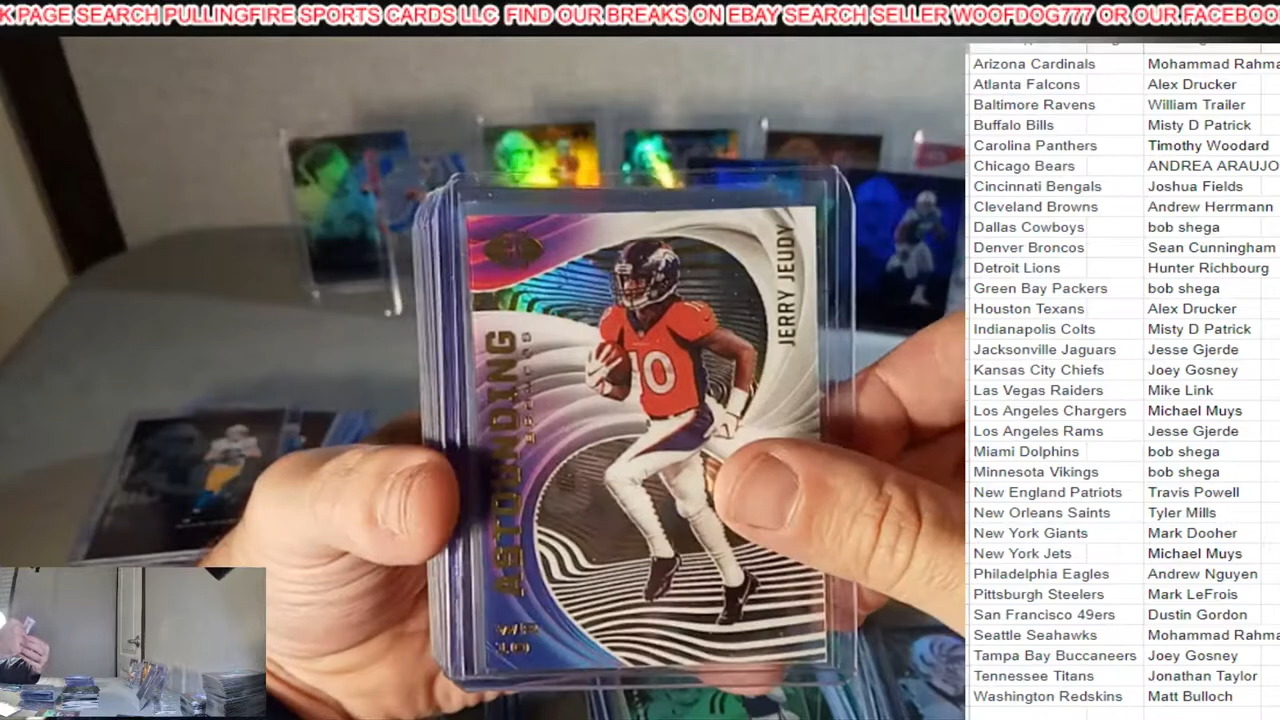 K PAGE SEARCH PULLINGFIRE SPORTS CARDS LLC FIND OUR BREAKS ON EBAY SEARCH SELLER WOOFDOG777 OR OUR FACEBOO
Arizona Cardinals Mohammad Rahma
Atlanta Falcons Alex Drucker
Baltimore Ravens William Trailer
Buffalo Bills Misty D Patrick
Carolina Panthers Timothy Woodard
Chicago Bears ANDREA ARAUJO
Cincinnati Bengals Joshua Fields
Cleveland Browns Andrew Herrmann
Dallas Cowboys bob shega
Denver Broncos Sean Cunningham
Detroit Lions Hunter Richbourg
Green Bay Packers bob shega
Houston Texans Alex Drucker
Indianapolis Colts Misty D Patrick
Jacksonville Jaguars Jesse Gjerde
Kansas City Chiefs Joey Gosney
Las Vegas Raiders Mike Link
Los Angeles Chargers Michael Muys
Los Angeles Rams Jesse Gjerde
Miami Dolphins bob shega
Minnesota Vikings bob shega
New England Patriots Travis Powell
New Orleans Saints Tyler Mills
New York Giants Mark Dooher
New York Jets Michael Muys
Philadelphia Eagles Andrew Nguyen
Pittsburgh Steelers Mark LeFrois
San Francisco 49ers Dustin Gordon
Seattle Seahawks Mohammad Rahma
Tampa Bay Buccaneers Joey Gosney
Tennessee Titans Jonathan Taylor
Washington Redskins Matt Bulloch
JERRY JEUDY
ASTOUNDING
BRONCOS
10
WR